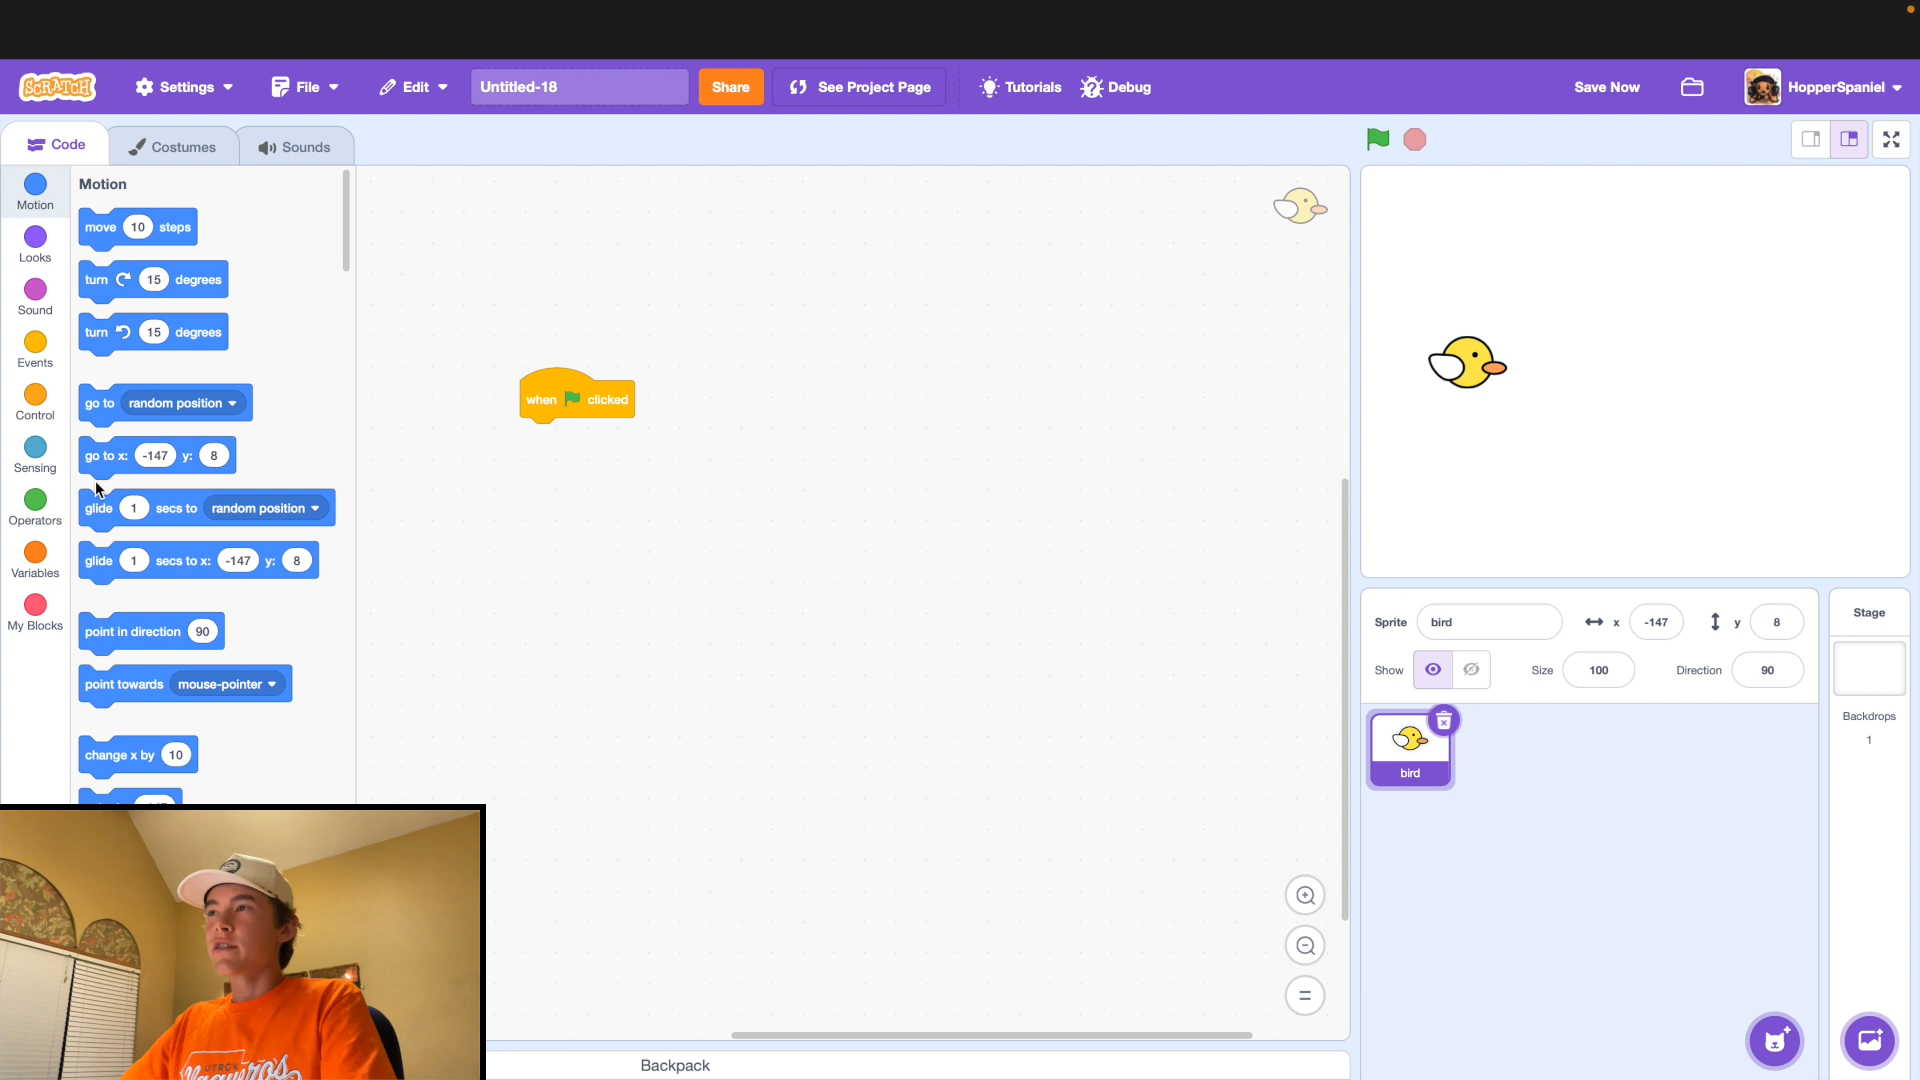 SCRATCH Settings File Edit Untitled-18 Share See Project Page Tutorials Debug Save Now HopperSpaniel
Code Costumes Sounds
Motion
Looks
Sound
Events
Control
Sensing
Operators
Variables
My Blocks
Motion
move 10 steps
turn 15 degrees
turn 15 degrees
go to random position
go to x: -147 y: 8
glide 1 secs to random position
glide 1 secs to x: -147 y: 8
point in direction 90
point towards mouse-pointer
change x by 10
when clicked
Sprite bird x -147 y 8
Show Size 100 Direction 90
bird
Stage
Backdrops
1
Backpack
UTRGV
Vaqueros